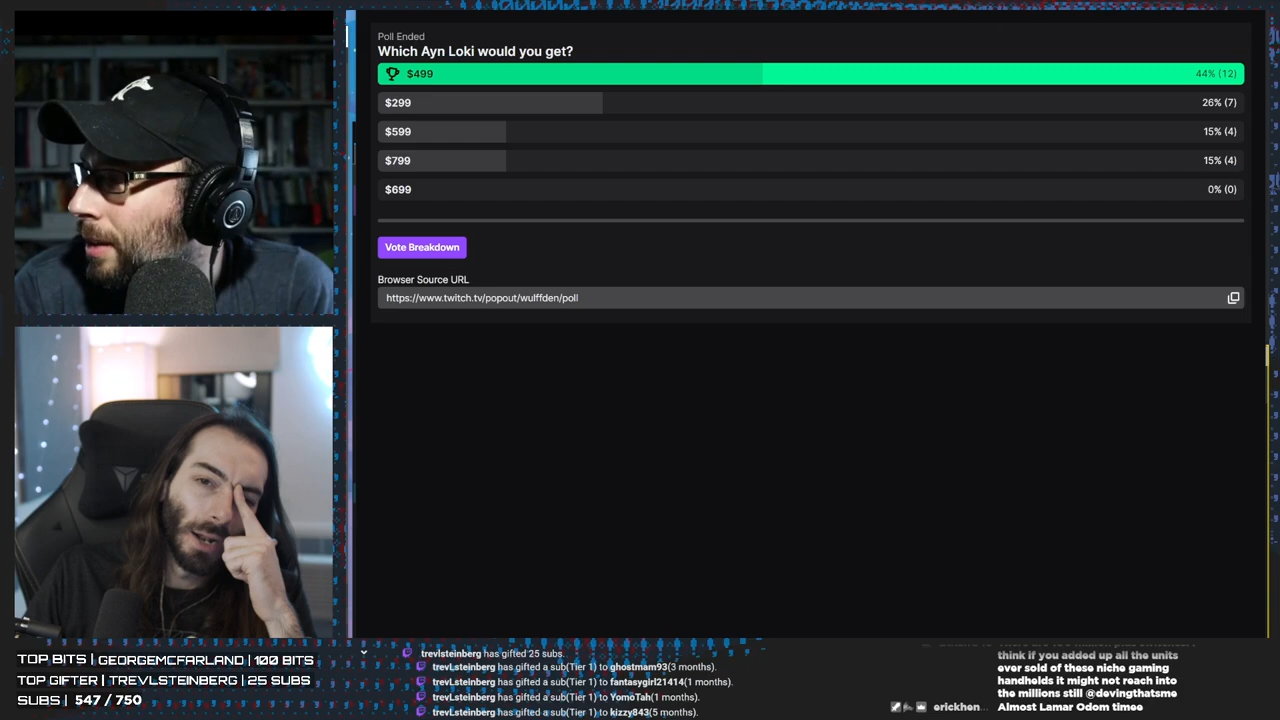 Poll Ended
Which Ayn Loki would you get?
$499 44% (12)
$299 26% (7)
$599 15% (4)
$799 15% (4)
$699 0% (0)
Vote Breakdown
Browser Source URL
https://www.twitch.tv/popout/wulffden/poll
TOP BITS | GEORGEMCFARLAND | 100 BITS
TOP GIFTER | TREVLSTEINBERG | 25 SUBS
SUBS | 547 / 750
trevlsteinberg has gifted 25 subs.
trevLsteinberg has gifted a sub(Tier 1) to ghostmam93(3 months).
trevLsteinberg has gifted a sub(Tier 1) to fantasygirl21414(1 months).
trevLsteinberg has gifted a sub(Tier 1) to YomoTah(1 months).
trevLsteinberg has gifted a sub(Tier 1) to kizzy843(5 months).
think if you added up all the units
over sold of these niche gaming
handhelds it might not reach into
the millions still @devingthatsme
erickhen... Almost Lamar Odom timee